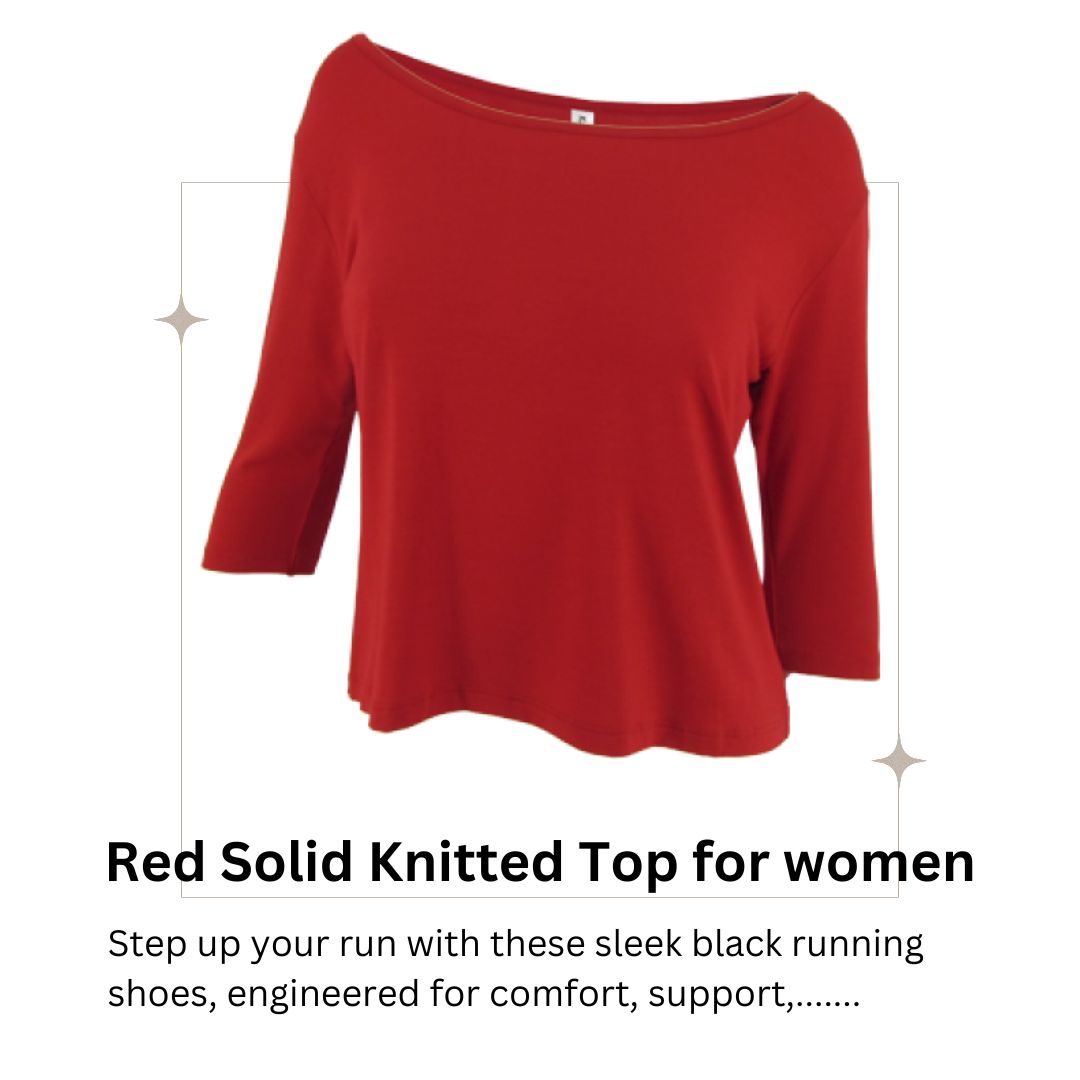 Red Solid Knitted Top for women
Step up your run with these sleek black running
shoes, engineered for comfort, support,.......